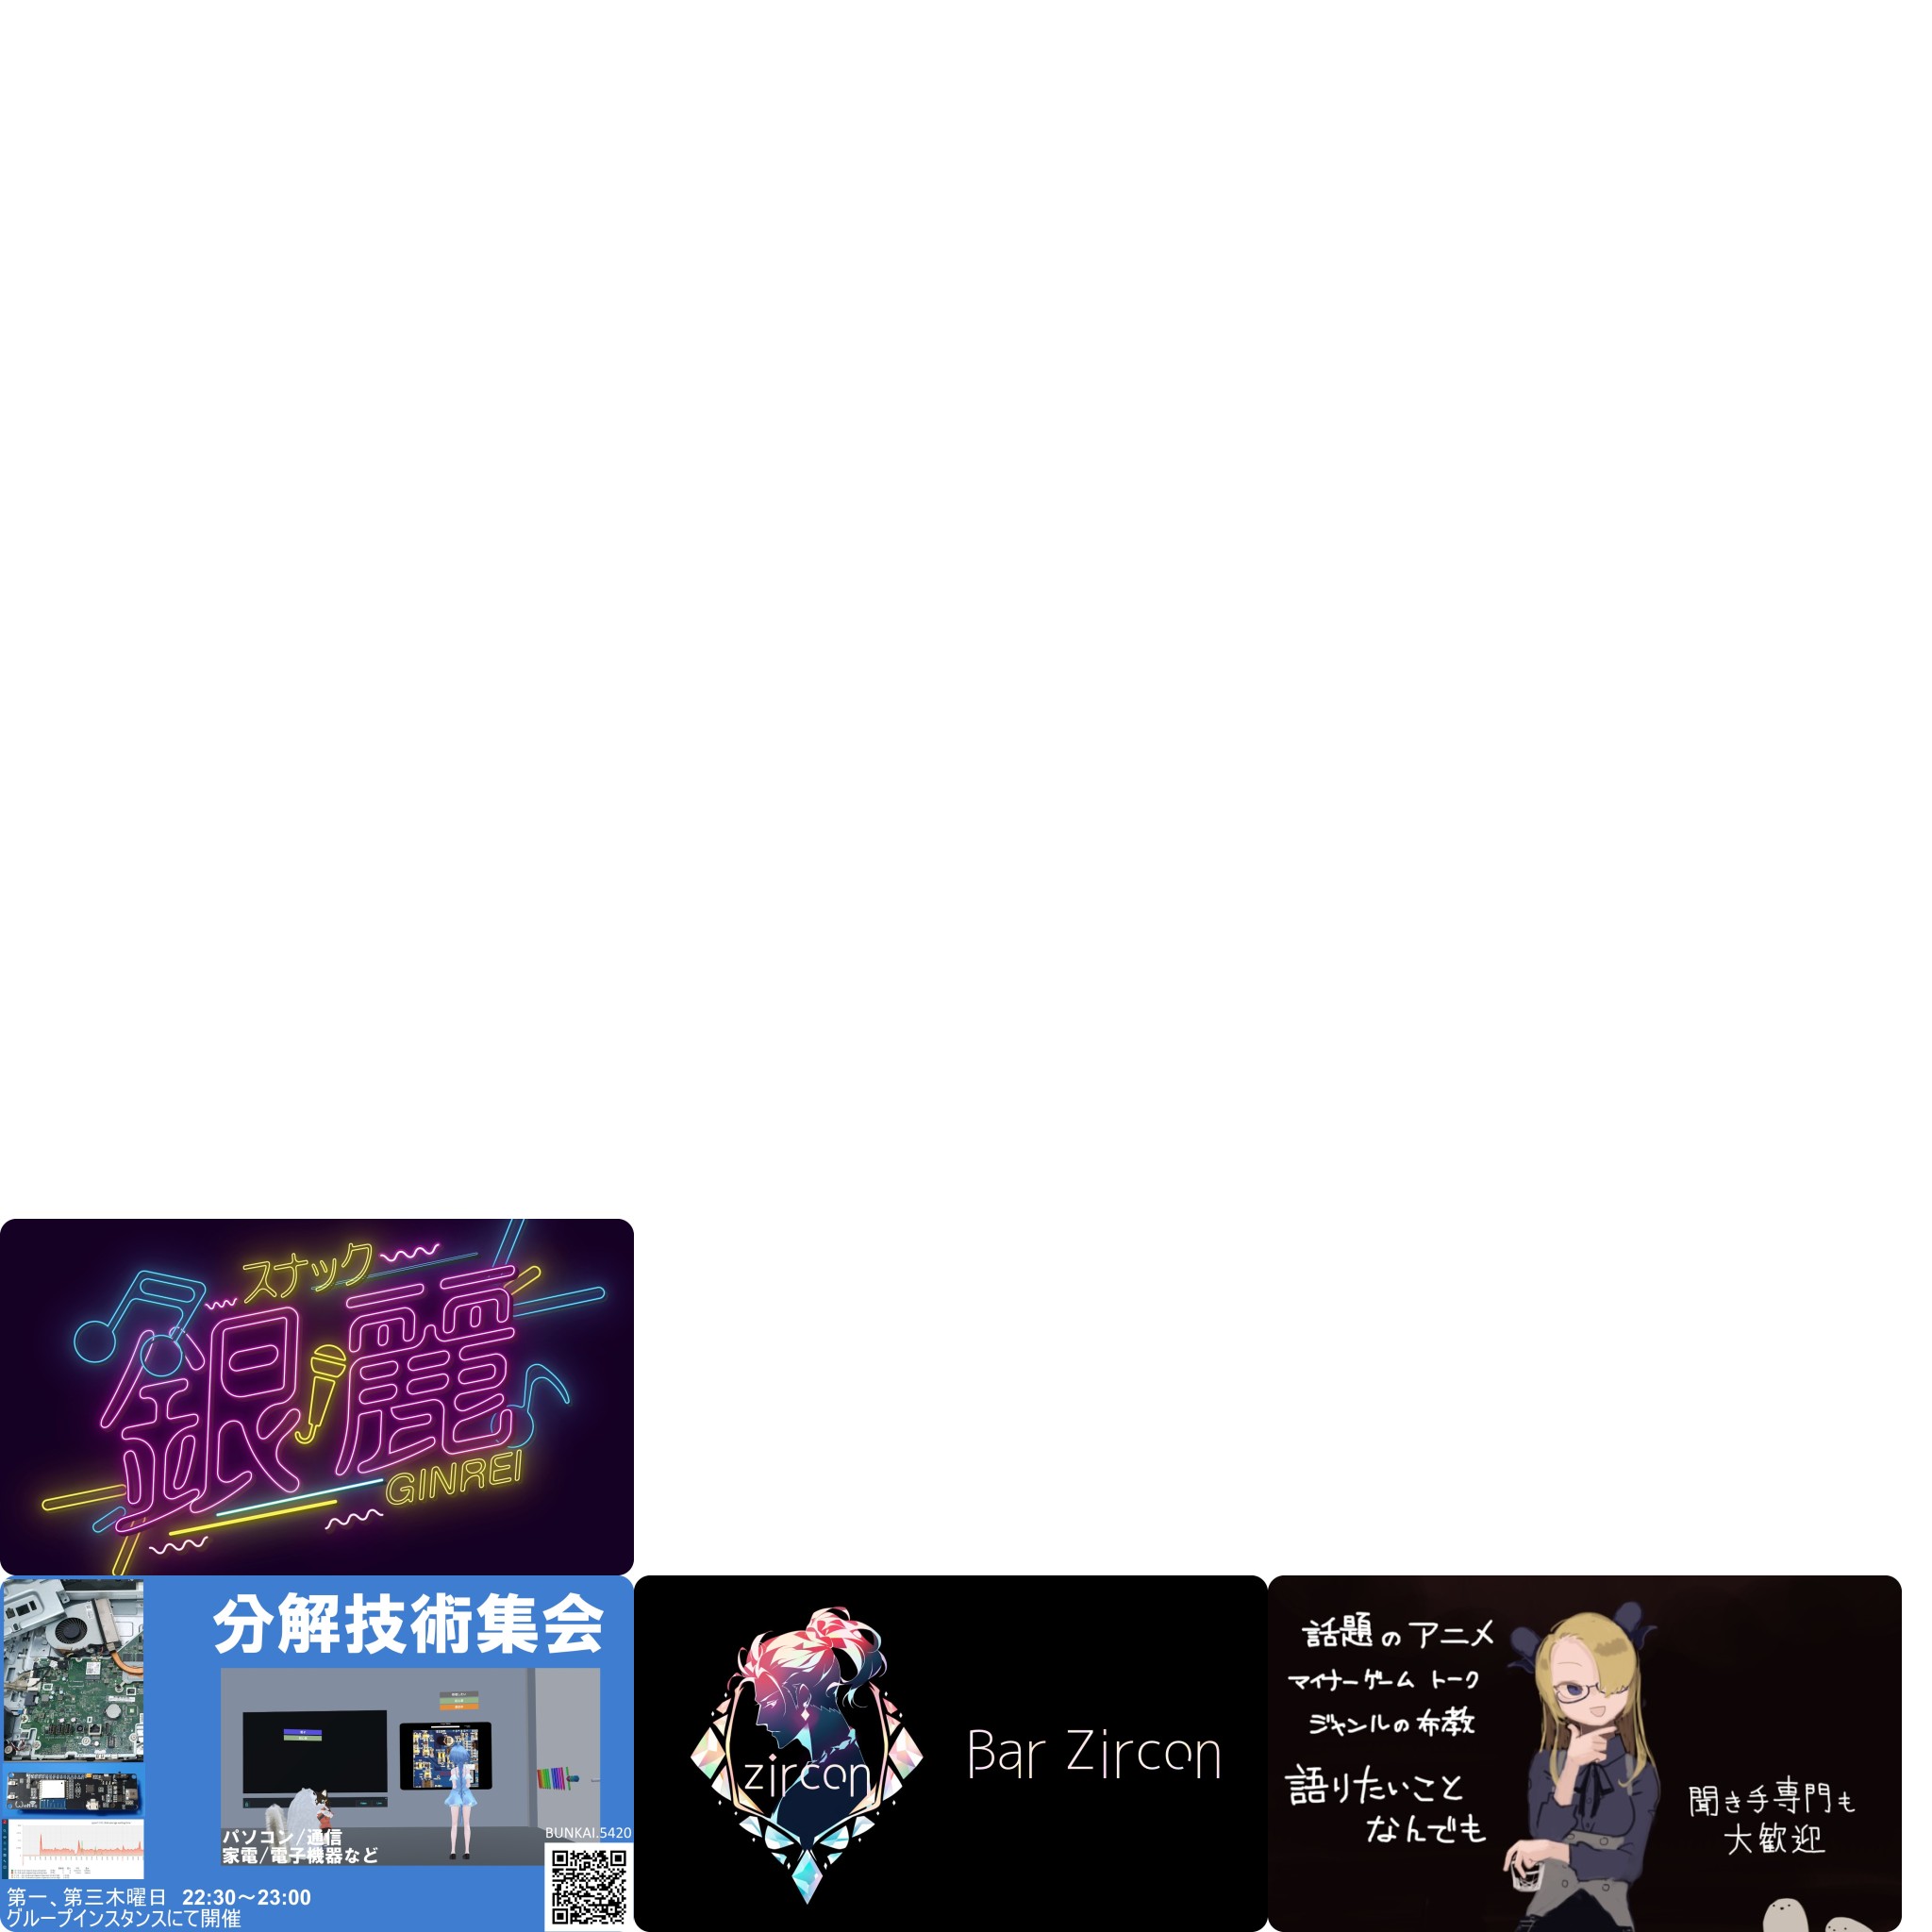 スナック
銀麗
GINREI
分解技術集会
パソコン/通信
家電/電子機器など
BUNKAI.5420
第一、第三木曜日 22:30～23:00
グループインスタンスにて開催
zircon
Bar Zircon
話題のアニメ
マイナーゲームトーク
ジャンルの布教
語りたいこと
なんでも
聞き手専門も
大歓迎